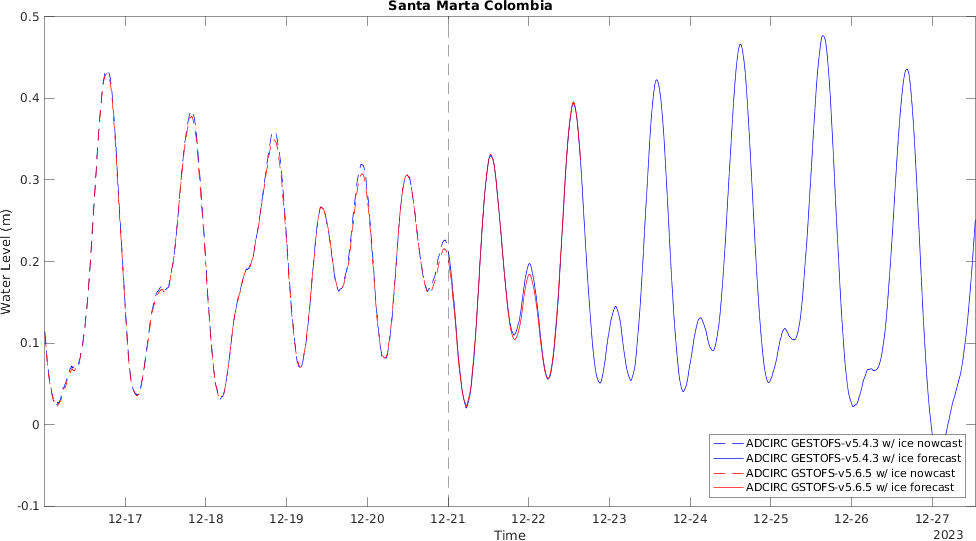 Santa Marta Colombia
0.5
0.4
0.3
0.2
0.1
0
-0.1
Water Level (m)
ADCIRC GESTOFS-v5.4.3 w/ ice nowcast
ADCIRC GESTOFS-v5.4.3 w/ ice forecast
ADCIRC GSTOFS-v5.6.5 w/ ice nowcast
ADCIRC GSTOFS-v5.6.5 w/ ice forecast
12-17 12-18 12-19 12-20 12-21 12-22 12-23 12-24 12-25 12-26 12-27
Time
2023